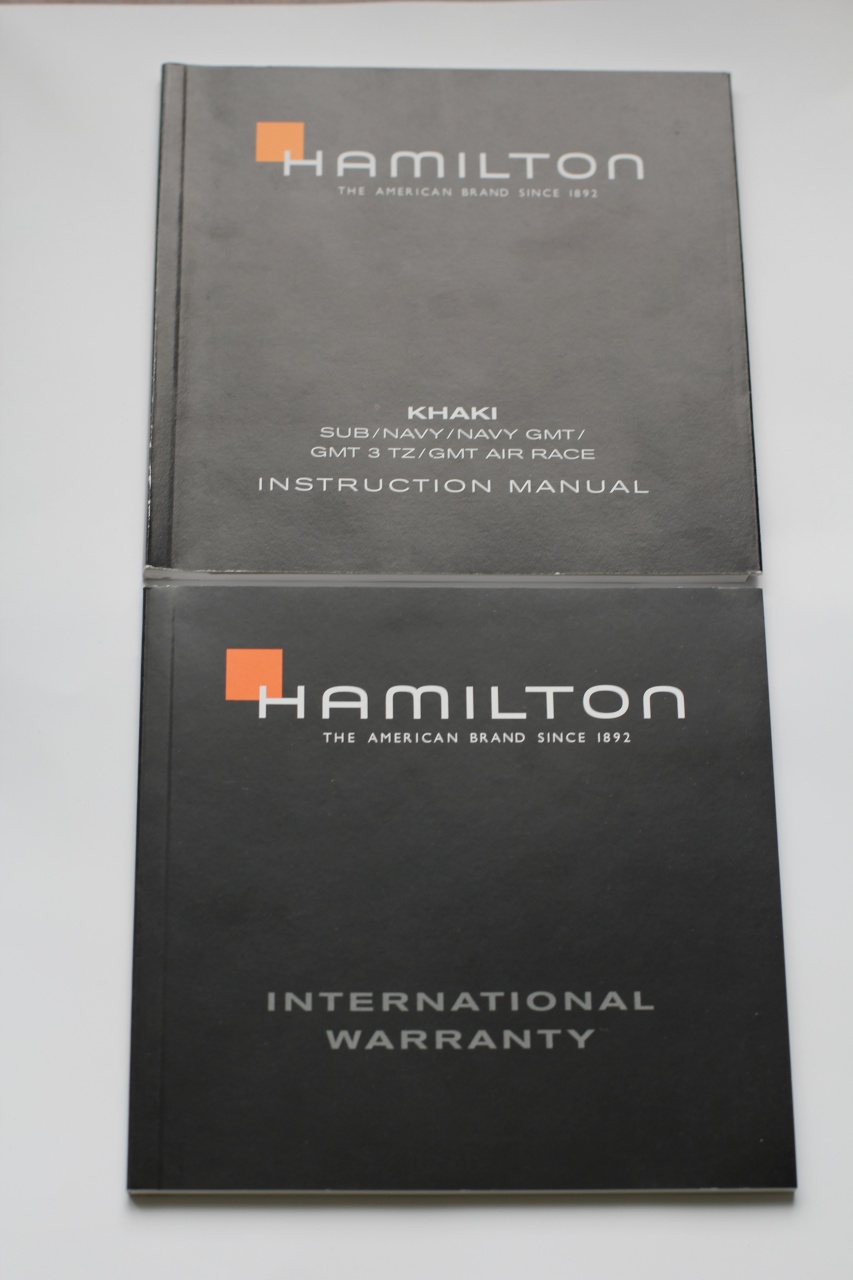 HAMILTON
THE AMERICAN BRAND SINCE 1892
KHAKI
SUB/NAVY/NAVY GMT/
GMT 3 TZ/GMT AIR RACE
INSTRUCTION MANUAL
HAMILTON
THE AMERICAN BRAND SINCE 1892
INTERNATIONAL
WARRANTY